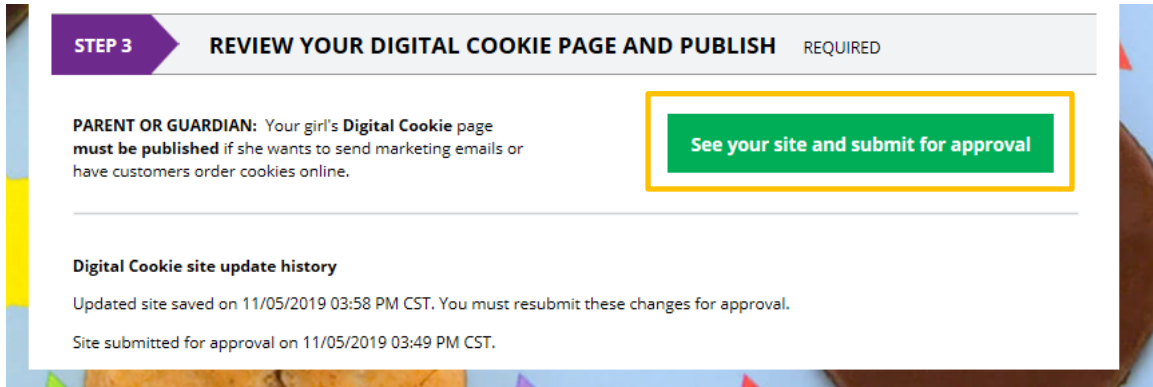 STEP 3 REVIEW YOUR DIGITAL COOKIE PAGE AND PUBLISH REQUIRED
PARENT OR GUARDIAN: Your girl's Digital Cookie page
must be published if she wants to send marketing emails or
have customers order cookies online.
See your site and submit for approval
Digital Cookie site update history
Updated site saved on 11/05/2019 03:58 PM CST. You must resubmit these changes for approval.
Site submitted for approval on 11/05/2019 03:49 PM CST.